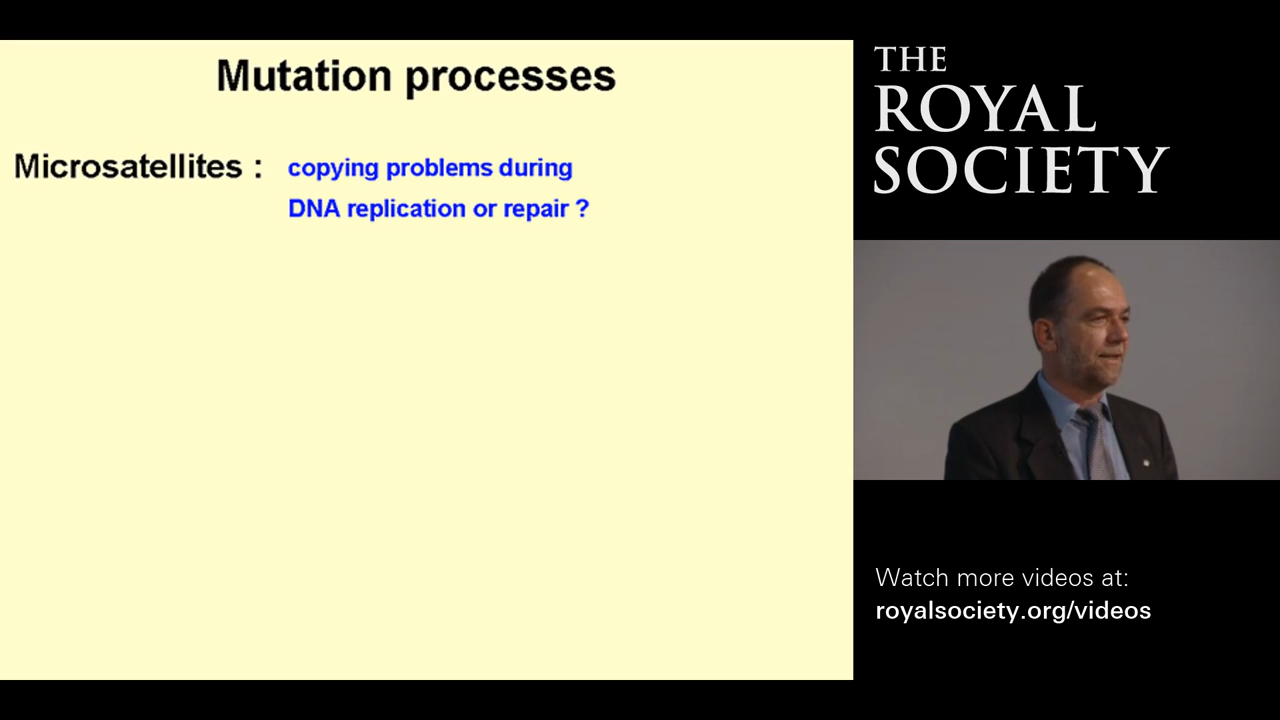 Mutation processes
Microsatellites : copying problems during
DNA replication or repair ?
THE
ROYAL
SOCIETY
Watch more videos at:
royalsociety.org/videos